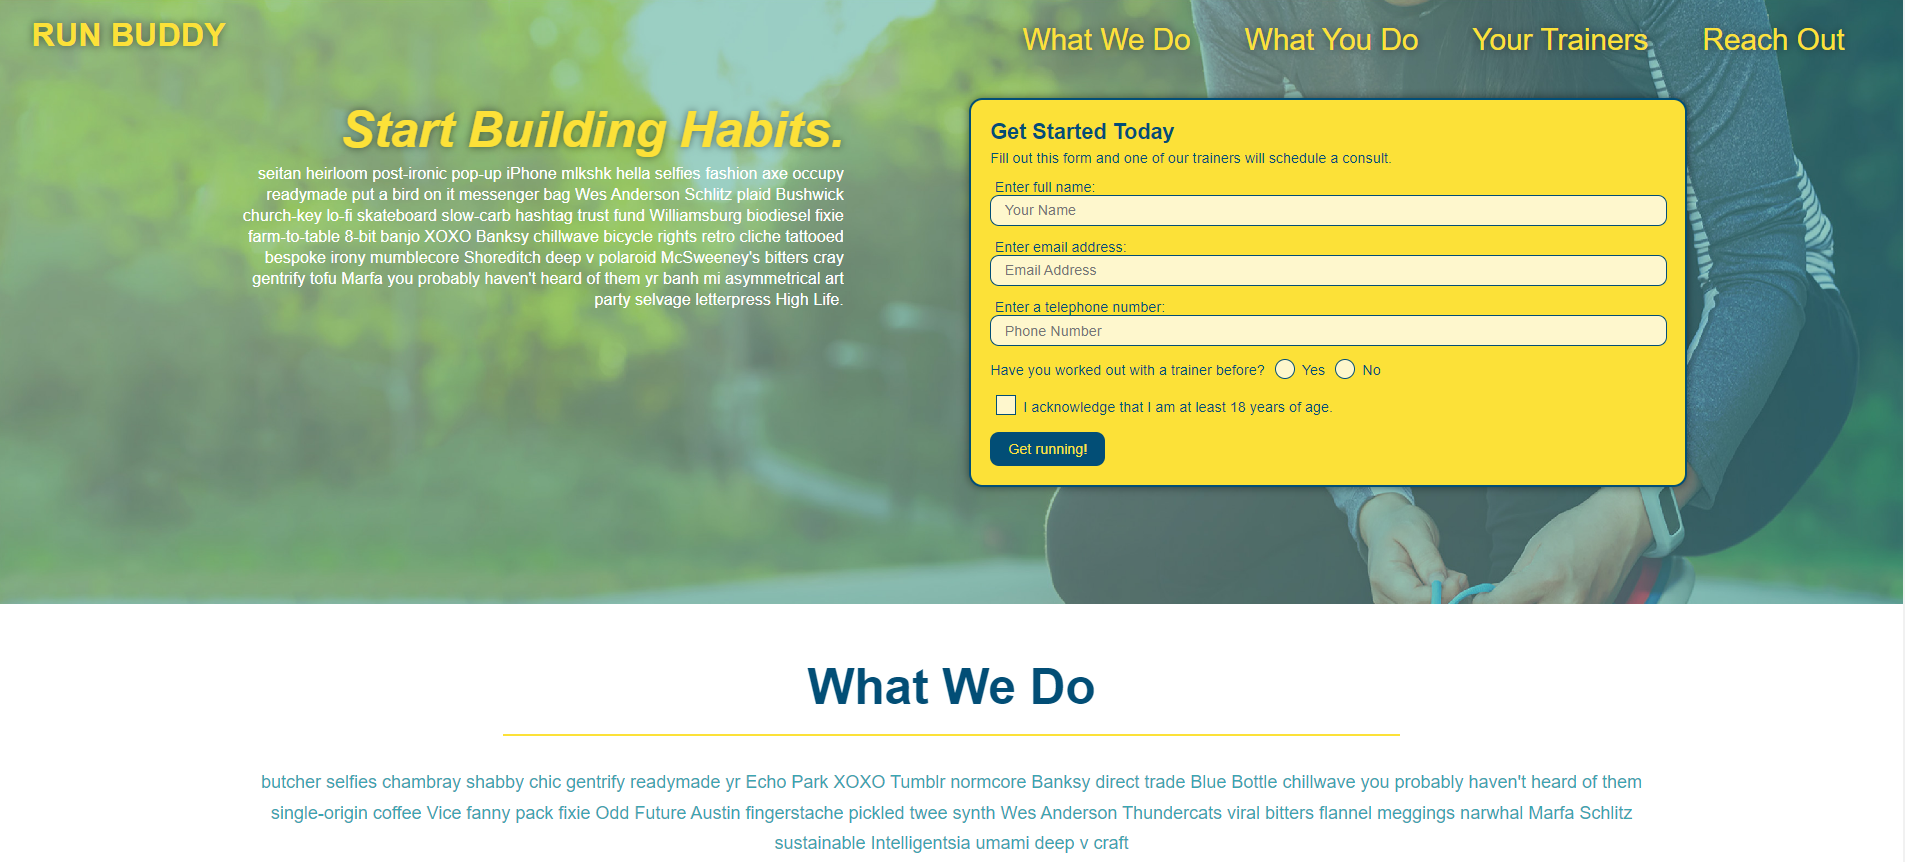 RUN BUDDY
What We Do
What You Do
Your Trainers
Reach Out
Start Building Habits.
seitan heirloom post-ironic pop-up iPhone mlkshk hella selfies fashion axe occupy
readymade put a bird on it messenger bag Wes Anderson Schlitz plaid Bushwick
church-key lo-fi skateboard slow-carb hashtag trust fund Williamsburg biodiesel fixie
farm-to-table 8-bit banjo XOXO Banksy chillwave bicycle rights retro cliche tattooed
bespoke irony mumblecore Shoreditch deep v polaroid McSweeney's bitters cray
gentrify tofu Marfa you probably haven't heard of them yr banh mi asymmetrical art
party selvage letterpress High Life.
Get Started Today
Fill out this form and one of our trainers will schedule a consult.
Enter full name:
Your Name
Enter email address:
Email Address
Enter a telephone number:
Phone Number
Have you worked out with a trainer before? Yes No
I acknowledge that I am at least 18 years of age.
Get running!
What We Do
butcher selfies chambray shabby chic gentrify readymade yr Echo Park XOXO Tumblr normcore Banksy direct trade Blue Bottle chillwave you probably haven't heard of them
single-origin coffee Vice fanny pack fixie Odd Future Austin fingerstache pickled twee synth Wes Anderson Thundercats viral bitters flannel meggings narwhal Marfa Schlitz
sustainable Intelligentsia umami deep v craft